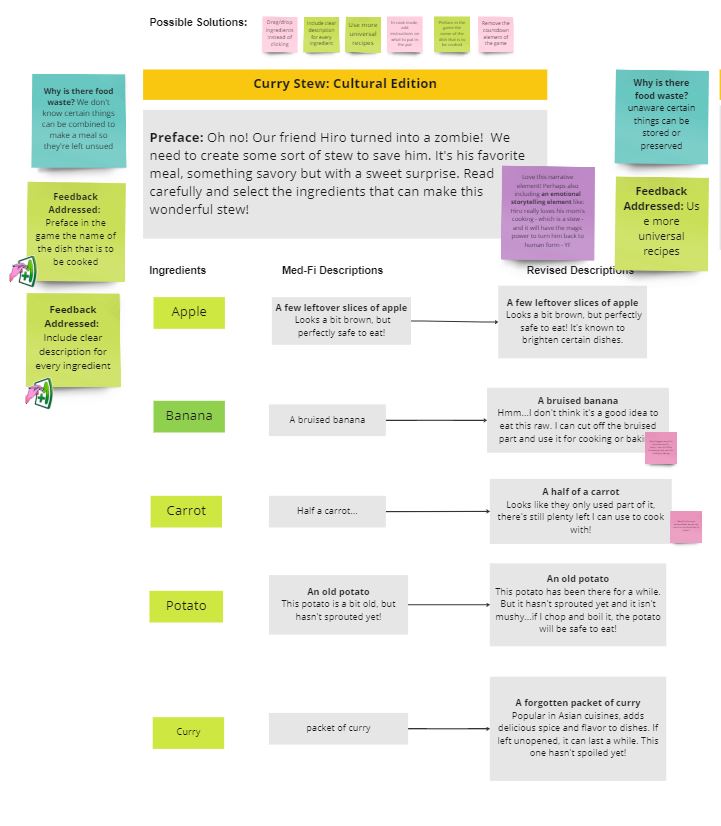 Possible Solutions:
Drag/drop
ingredients
instead of
clicking
Include clear
description
for every
ingredient
Use more
universal
recipes
In cook mode,
add
instructions on
what to put in
the pot
Preface in the
game the
name of the
dish that is to
be cooked
Remove the
countdown
element of
the game
Why is there food
waste? We don't
know certain things
can be combined to
make a meal so
they're left unsued
Feedback
Addressed:
Preface in the
game the name of
the dish that is to
be cooked
Feedback
Addressed:
Include clear
description for
every ingredient
Curry Stew: Cultural Edition
Preface: Oh no! Our friend Hiro turned into a zombie! We
need to create some sort of stew to save him. It's his favorite
meal, something savory but with a sweet surprise. Read
carefully and select the ingredients that can make this
wonderful stew!
Love this narrative
element! Perhaps also
including an emotional
storytelling element like:
Hiro really loves his mom's
cooking - which is a stew -
and it will have the magic
power to turn him back to
human form - YI
Why is there
food waste?
unaware certain
things can be
stored or
preserved
Feedback
Addressed: Us
e more
universal
recipes
Ingredients
Med-Fi Descriptions
Revised Descriptions
Apple
A few leftover slices of apple
Looks a bit brown, but
perfectly safe to eat!
A few leftover slices of apple
Looks a bit brown, but perfectly
safe to eat! It's known to
brighten certain dishes.
Banana
A bruised banana
A bruised banana
Hmm...I don't think it's a good idea to
eat this raw. I can cut off the bruised
part and use it for cooking or baki
Carrot
Half a carrot...
A half of a carrot
Looks like they only used part of it,
there's still plenty left I can use to cook
with!
Potato
An old potato
This potato is a bit old, but
hasn't sprouted yet!
An old potato
This potato has been there for a while.
But it hasn't sprouted yet and it isn't
mushy...if I chop and boil it, the potato
will be safe to eat!
Curry
packet of curry
A forgotten packet of curry
Popular in Asian cuisines, adds
delicious spice and flavor to dishes. If
left unopened, it can last a while. This
one hasn't spoiled yet!